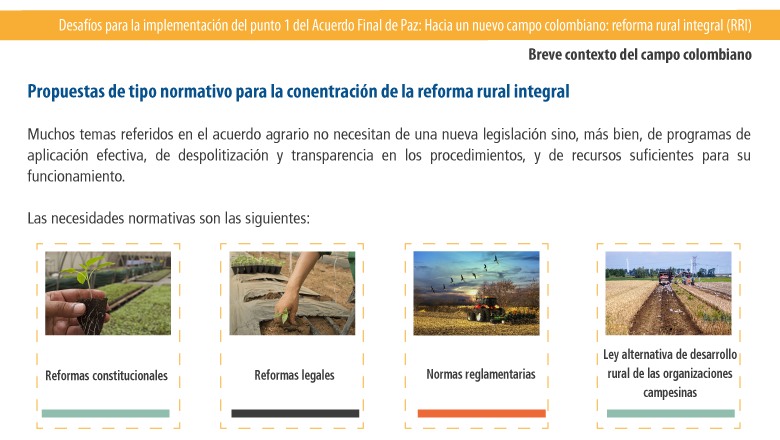 Desafíos para la implementación del punto 1 del Acuerdo Final de Paz: Hacia un nuevo campo colombiano: reforma rural integral (RRI)
Breve contexto del campo colombiano
Propuestas de tipo normativo para la conentración de la reforma rural integral
Muchos temas referidos en el acuerdo agrario no necesitan de una nueva legislación sino, más bien, de programas de
aplicación efectiva, de despolitización y transparencia en los procedimientos, y de recursos suficientes para su
funcionamiento.
Las necesidades normativas son las siguientes:
Reformas constitucionales
Reformas legales
Normas reglamentarias
Ley alternativa de desarrollo
rural de las organizaciones
campesinas